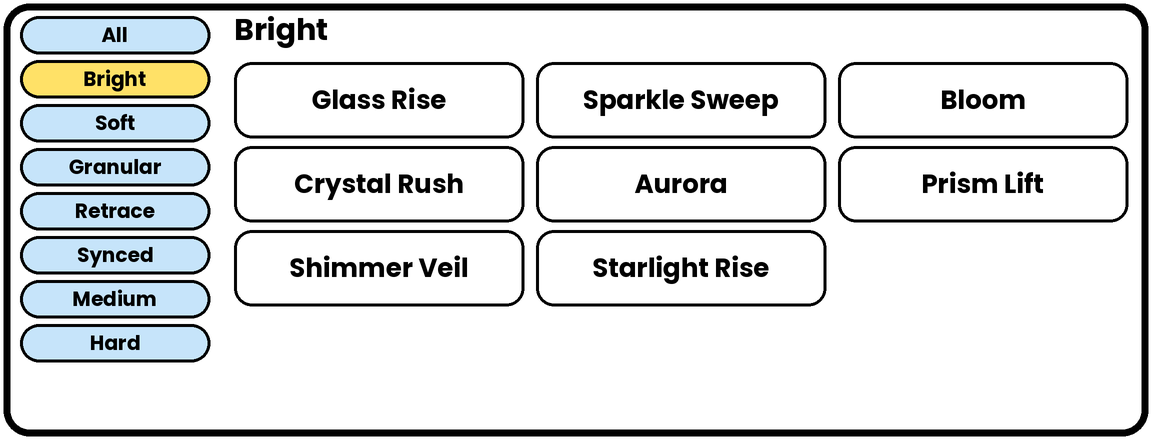 All
Bright
Soft
Granular
Retrace
Synced
Medium
Hard
Bright
Glass Rise
Sparkle Sweep
Bloom
Crystal Rush
Aurora
Prism Lift
Shimmer Veil
Starlight Rise